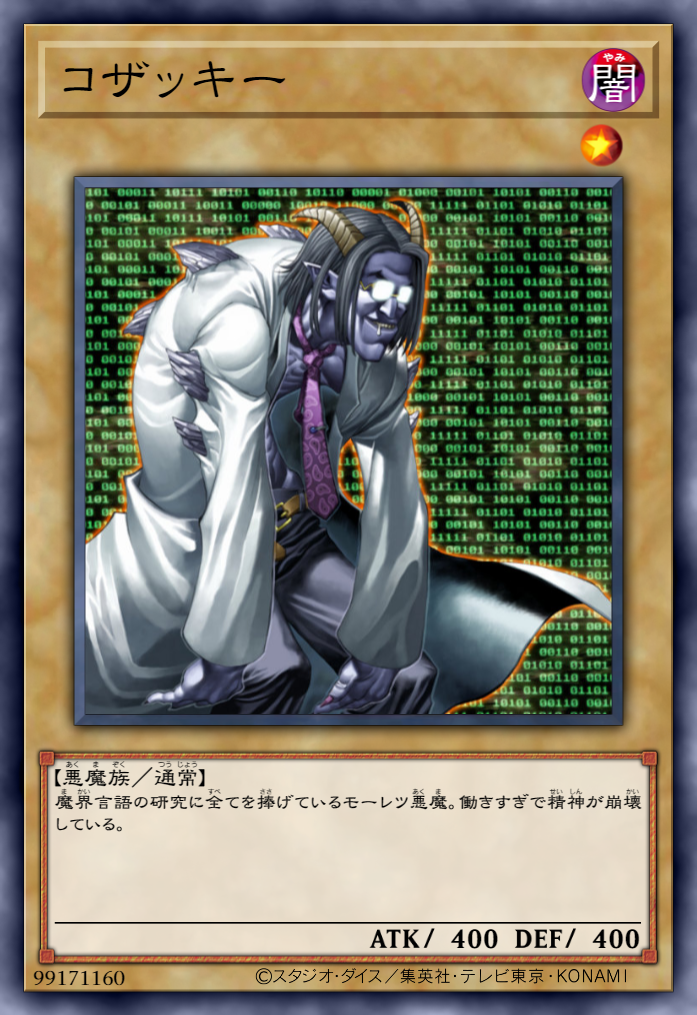 コザッキー
やみ
闇
【悪魔族／通常】
魔界言語の研究に全てを捧げているモーレツ悪魔。働きすぎで精神が崩壊
している。
ATK/ 400 DEF/ 400
99171160 ©スタジオ・ダイス／集英社・テレビ東京・KONAMI